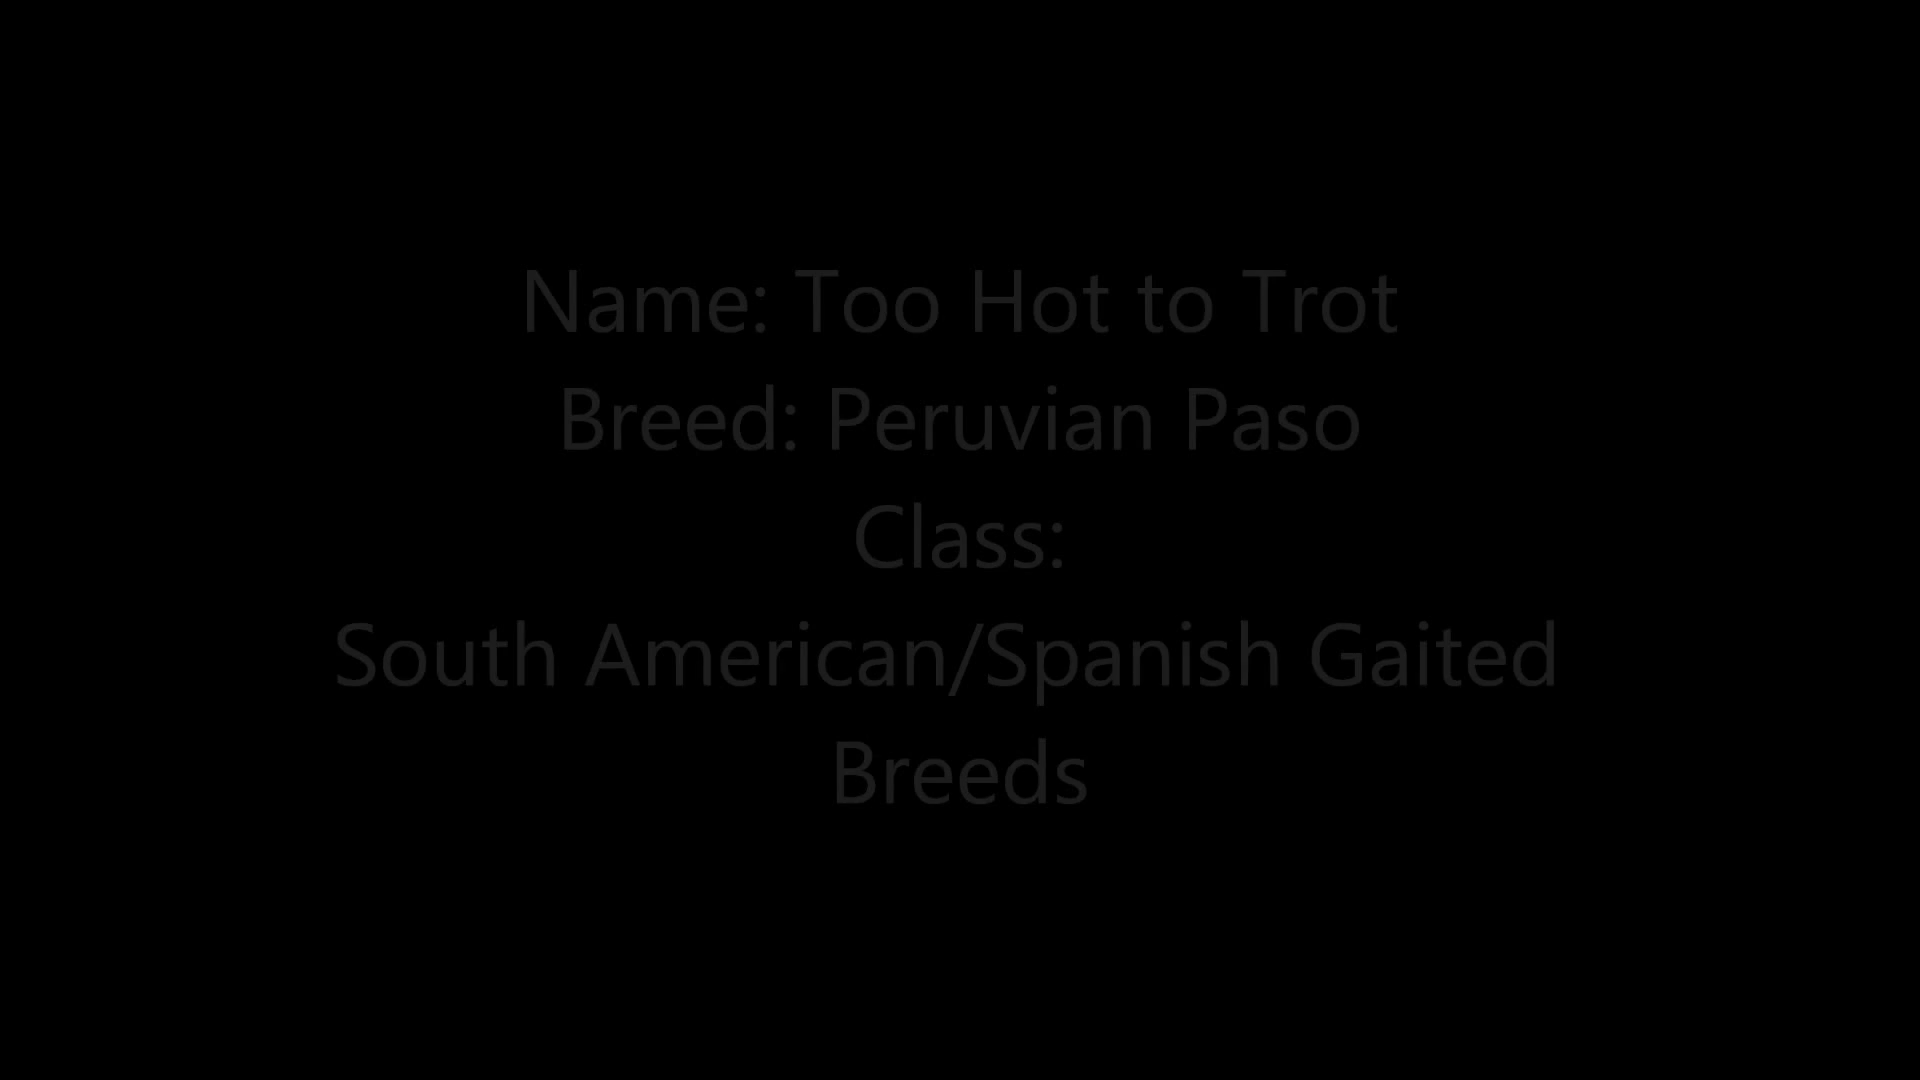 Name: Too Hot to Trot
Breed: Peruvian Paso
Class:
South American/Spanish Gaited
Breeds